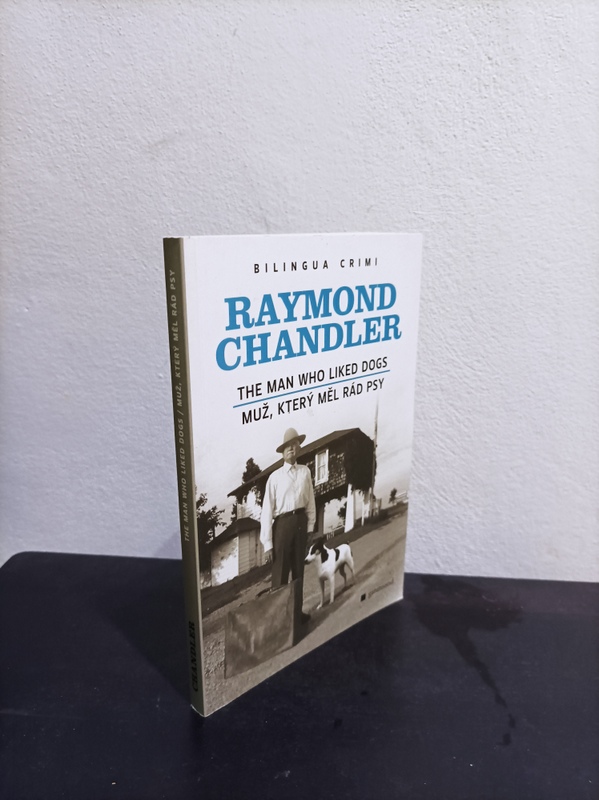 BILINGUA CRIMI
RAYMOND
CHANDLER
THE MAN WHO LIKED DOGS
MUŽ, KTERÝ MĚL RÁD PSY
THE MAN WHO LIKED DOGS / MUŽ, KTERÝ MĚL RÁD PSY
CHANDLER